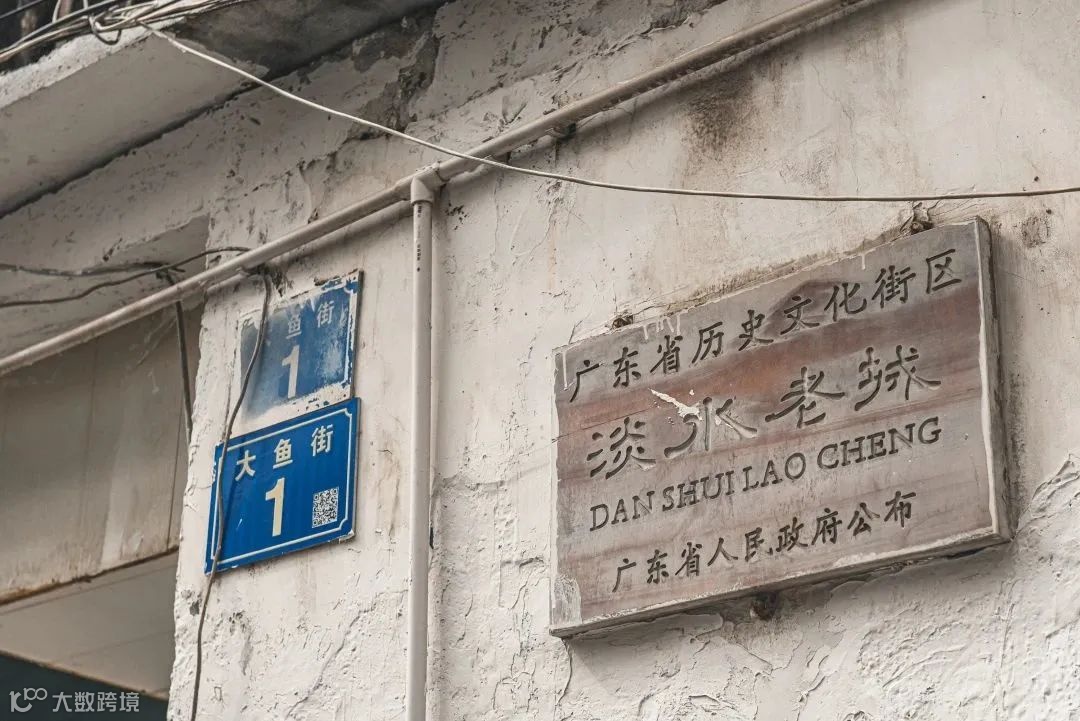 鱼街
1
大鱼街
1
广东省历史文化街区
淡水老城
DAN SHUI LAO CHENG
广东省人民政府公布
大数跨境